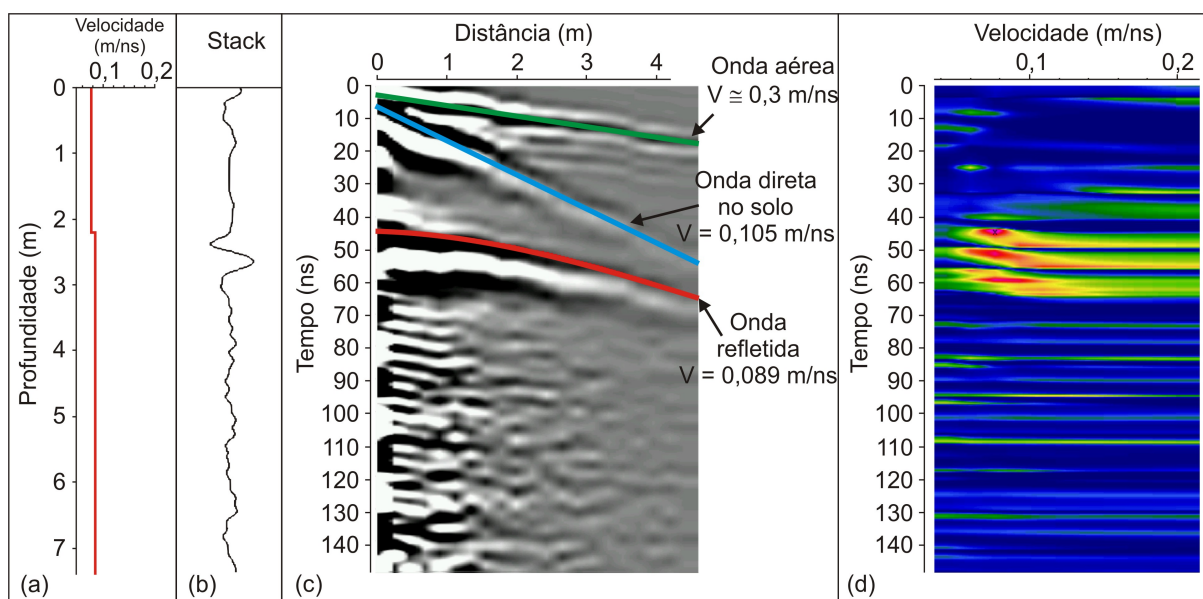 Velocidade
(m/ns)
0,1 0,2
0
1
2
3
4
5
6
7
Profundidade (m)
(a)
Stack
(b)
Distância (m)
0 1 2 3 4
0
10
20
30
40
50
60
70
80
90
100
110
120
130
140
Tempo (ns)
Onda aérea
V ≅ 0,3 m/ns
Onda direta
no solo
V = 0,105 m/ns
Onda
refletida
V = 0,089 m/ns
(c)
Velocidade (m/ns)
0,1 0,2
0
10
20
30
40
50
60
70
80
90
100
110
120
130
140
Tempo (ns)
(d)